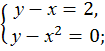 y − x = 2,
y − x² = 0;